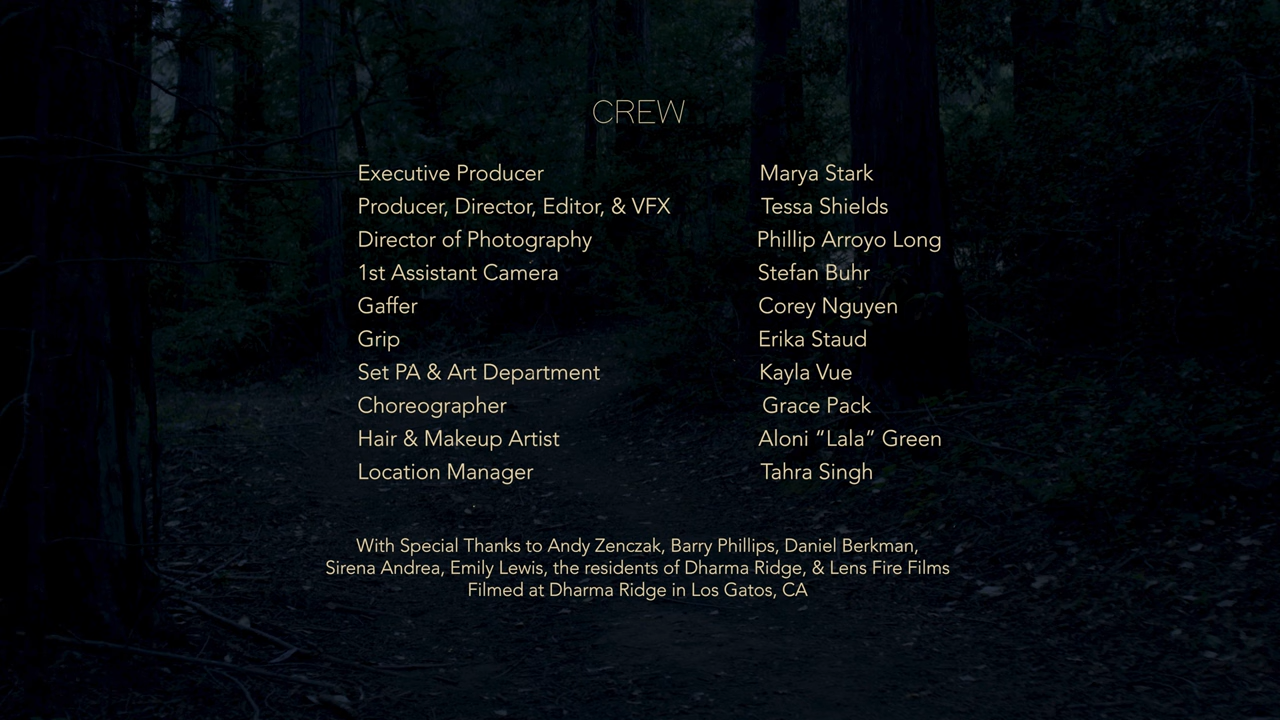 CREW
Executive Producer Marya Stark
Producer, Director, Editor, & VFX Tessa Shields
Director of Photography Phillip Arroyo Long
1st Assistant Camera Stefan Buhr
Gaffer Corey Nguyen
Grip Erika Staud
Set PA & Art Department Kayla Vue
Choreographer Grace Pack
Hair & Makeup Artist Aloni “Lala” Green
Location Manager Tahra Singh
With Special Thanks to Andy Zenczak, Barry Phillips, Daniel Berkman,
Sirena Andrea, Emily Lewis, the residents of Dharma Ridge, & Lens Fire Films
Filmed at Dharma Ridge in Los Gatos, CA